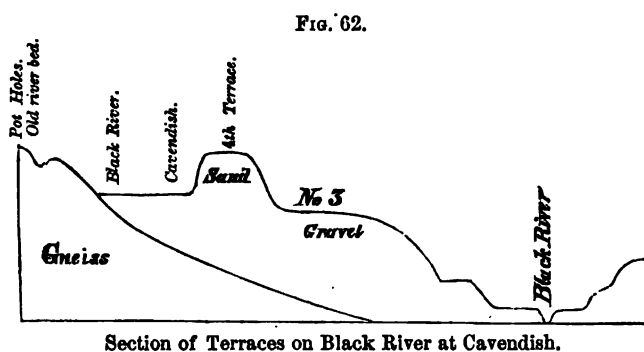 FIG. 62.
Pot Holes.
Old river bed.
Black River.
Cavendish.
4th Terrace.
Sand
No 3
Gravel
Gneiss
Black River
Section of Terraces on Black River at Cavendish.